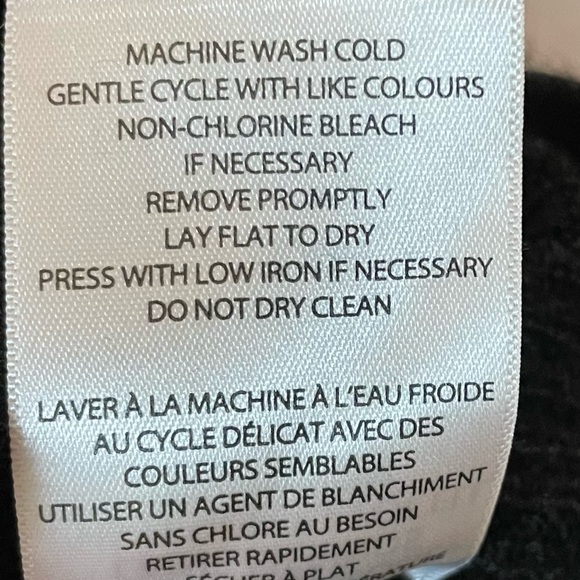 MACHINE WASH COLD
GENTLE CYCLE WITH LIKE COLOURS
NON-CHLORINE BLEACH
IF NECESSARY
REMOVE PROMPTLY
LAY FLAT TO DRY
PRESS WITH LOW IRON IF NECESSARY
DO NOT DRY CLEAN
LAVER À LA MACHINE À L'EAU FROIDE
AU CYCLE DÉLICAT AVEC DES
COULEURS SEMBLABLES
UTILISER UN AGENT DE BLANCHIMENT
SANS CHLORE AU BESOIN
RETIRER RAPIDEMENT
SÉCHER À PLAT